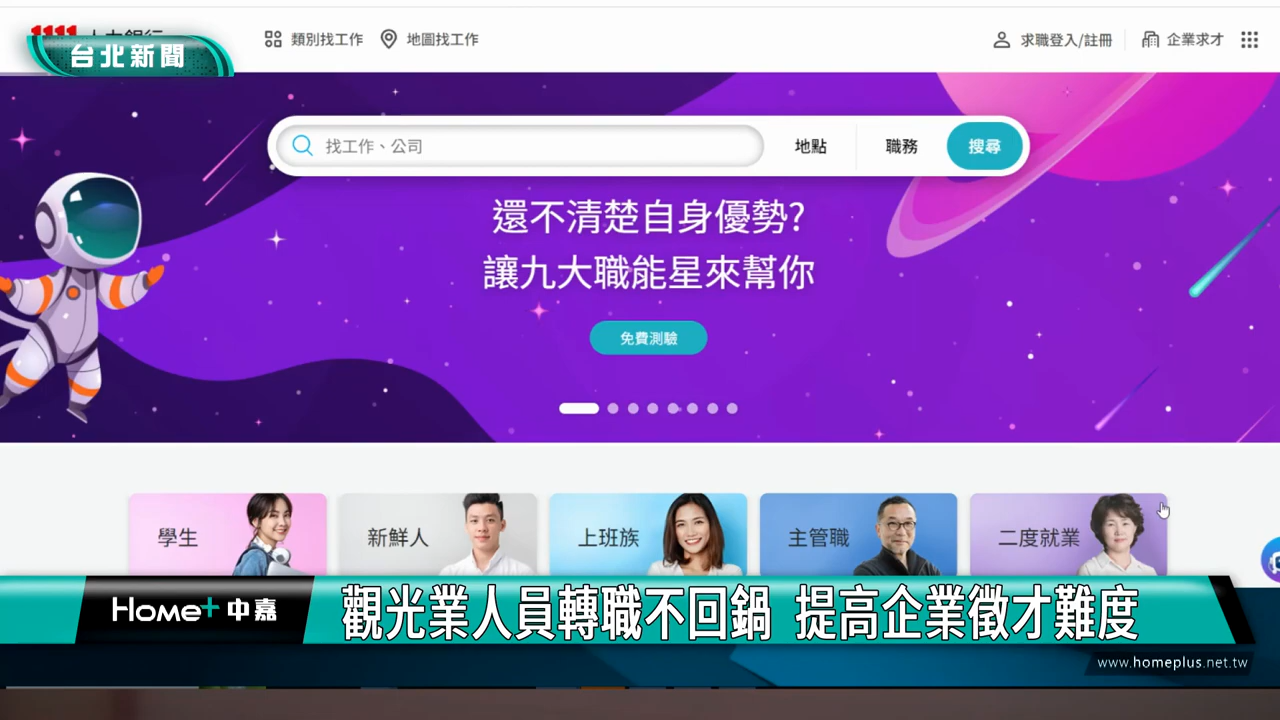 1111 人力銀行
台北新聞
類別找工作
地圖找工作
求職登入/註冊
企業求才
找工作、公司
地點
職務
搜尋
還不清楚自身優勢?
讓九大職能星來幫你
免費測驗
學生
新鮮人
上班族
主管職
二度就業
Home+ 中嘉
觀光業人員轉職不回鍋 提高企業徵才難度
www.homeplus.net.tw